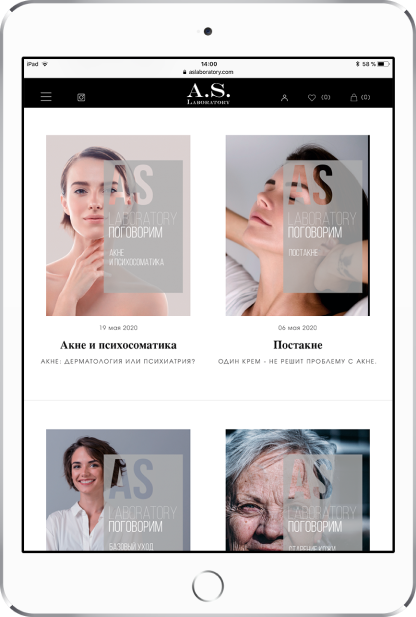 iPad
14:00
58 %
aslaboratory.com
A.S.
LABORATORY
(0)
(0)
AS
LABORATORY
ПОГОВОРИМ
АКНЕ
И ПСИХОСОМАТИКА
AS
LABORATORY
ПОГОВОРИМ
ПОСТАКНЕ
19 мая 2020
06 мая 2020
Акне и психосоматика
Постакне
АКНЕ: ДЕРМАТОЛОГИЯ ИЛИ ПСИХИАТРИЯ?
ОДИН КРЕМ - НЕ РЕШИТ ПРОБЛЕМУ С АКНЕ.
AS
LABORATORY
ПОГОВОРИМ
БАЗОВЫЙ УХОД
AS
LABORATORY
ПОГОВОРИМ